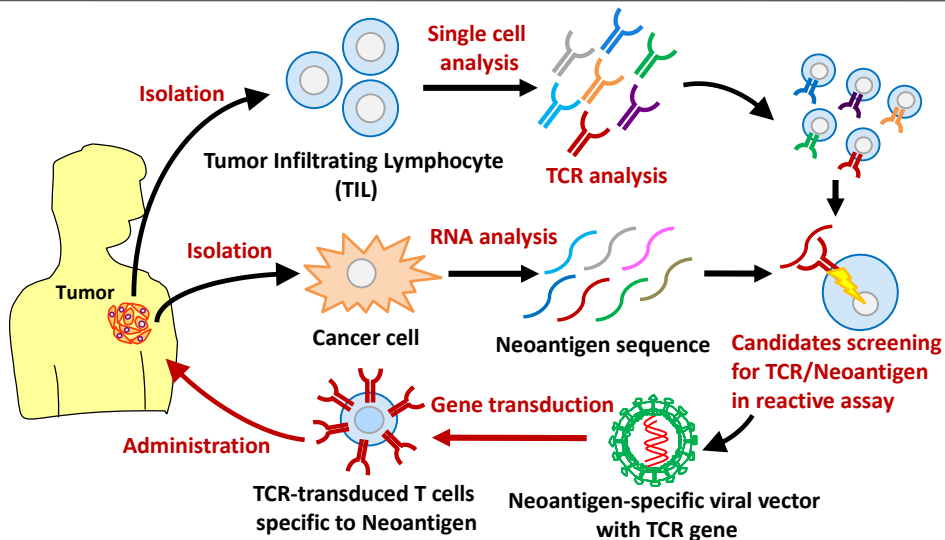 Single cell
analysis
Isolation
Tumor Infiltrating Lymphocyte
(TIL)
TCR analysis
RNA analysis
Isolation
Tumor
Cancer cell
Neoantigen sequence
Candidates screening
for TCR/Neoantigen
in reactive assay
Gene transduction
Administration
TCR-transduced T cells
specific to Neoantigen
Neoantigen-specific viral vector
with TCR gene